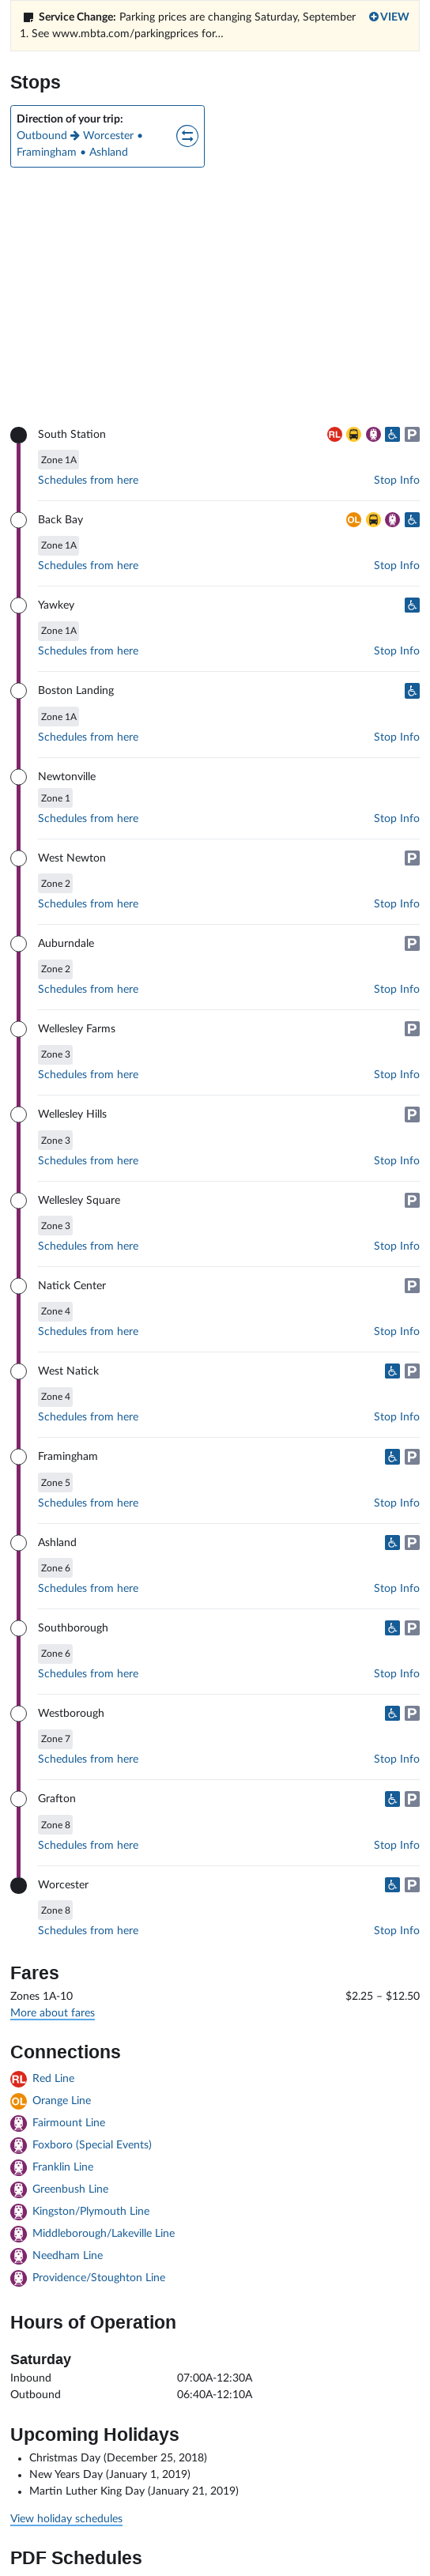 Service Change: Parking prices are changing Saturday, September VIEW
1. See www.mbta.com/parkingprices for...
Stops
Direction of your trip:
Outbound → Worcester •
Framingham • Ashland
South Station RL P
Zone 1A
Schedules from here Stop Info
Back Bay OL
Zone 1A
Schedules from here Stop Info
Yawkey
Zone 1A
Schedules from here Stop Info
Boston Landing
Zone 1A
Schedules from here Stop Info
Newtonville
Zone 1
Schedules from here Stop Info
West Newton P
Zone 2
Schedules from here Stop Info
Auburndale P
Zone 2
Schedules from here Stop Info
Wellesley Farms P
Zone 3
Schedules from here Stop Info
Wellesley Hills P
Zone 3
Schedules from here Stop Info
Wellesley Square P
Zone 3
Schedules from here Stop Info
Natick Center P
Zone 4
Schedules from here Stop Info
West Natick P
Zone 4
Schedules from here Stop Info
Framingham P
Zone 5
Schedules from here Stop Info
Ashland P
Zone 6
Schedules from here Stop Info
Southborough P
Zone 6
Schedules from here Stop Info
Westborough P
Zone 7
Schedules from here Stop Info
Grafton P
Zone 8
Schedules from here Stop Info
Worcester P
Zone 8
Schedules from here Stop Info
Fares
Zones 1A-10 $2.25 – $12.50
More about fares
Connections
RL Red Line
OL Orange Line
Fairmount Line
Foxboro (Special Events)
Franklin Line
Greenbush Line
Kingston/Plymouth Line
Middleborough/Lakeville Line
Needham Line
Providence/Stoughton Line
Hours of Operation
Saturday
Inbound 07:00A-12:30A
Outbound 06:40A-12:10A
Upcoming Holidays
• Christmas Day (December 25, 2018)
• New Years Day (January 1, 2019)
• Martin Luther King Day (January 21, 2019)
View holiday schedules
PDF Schedules